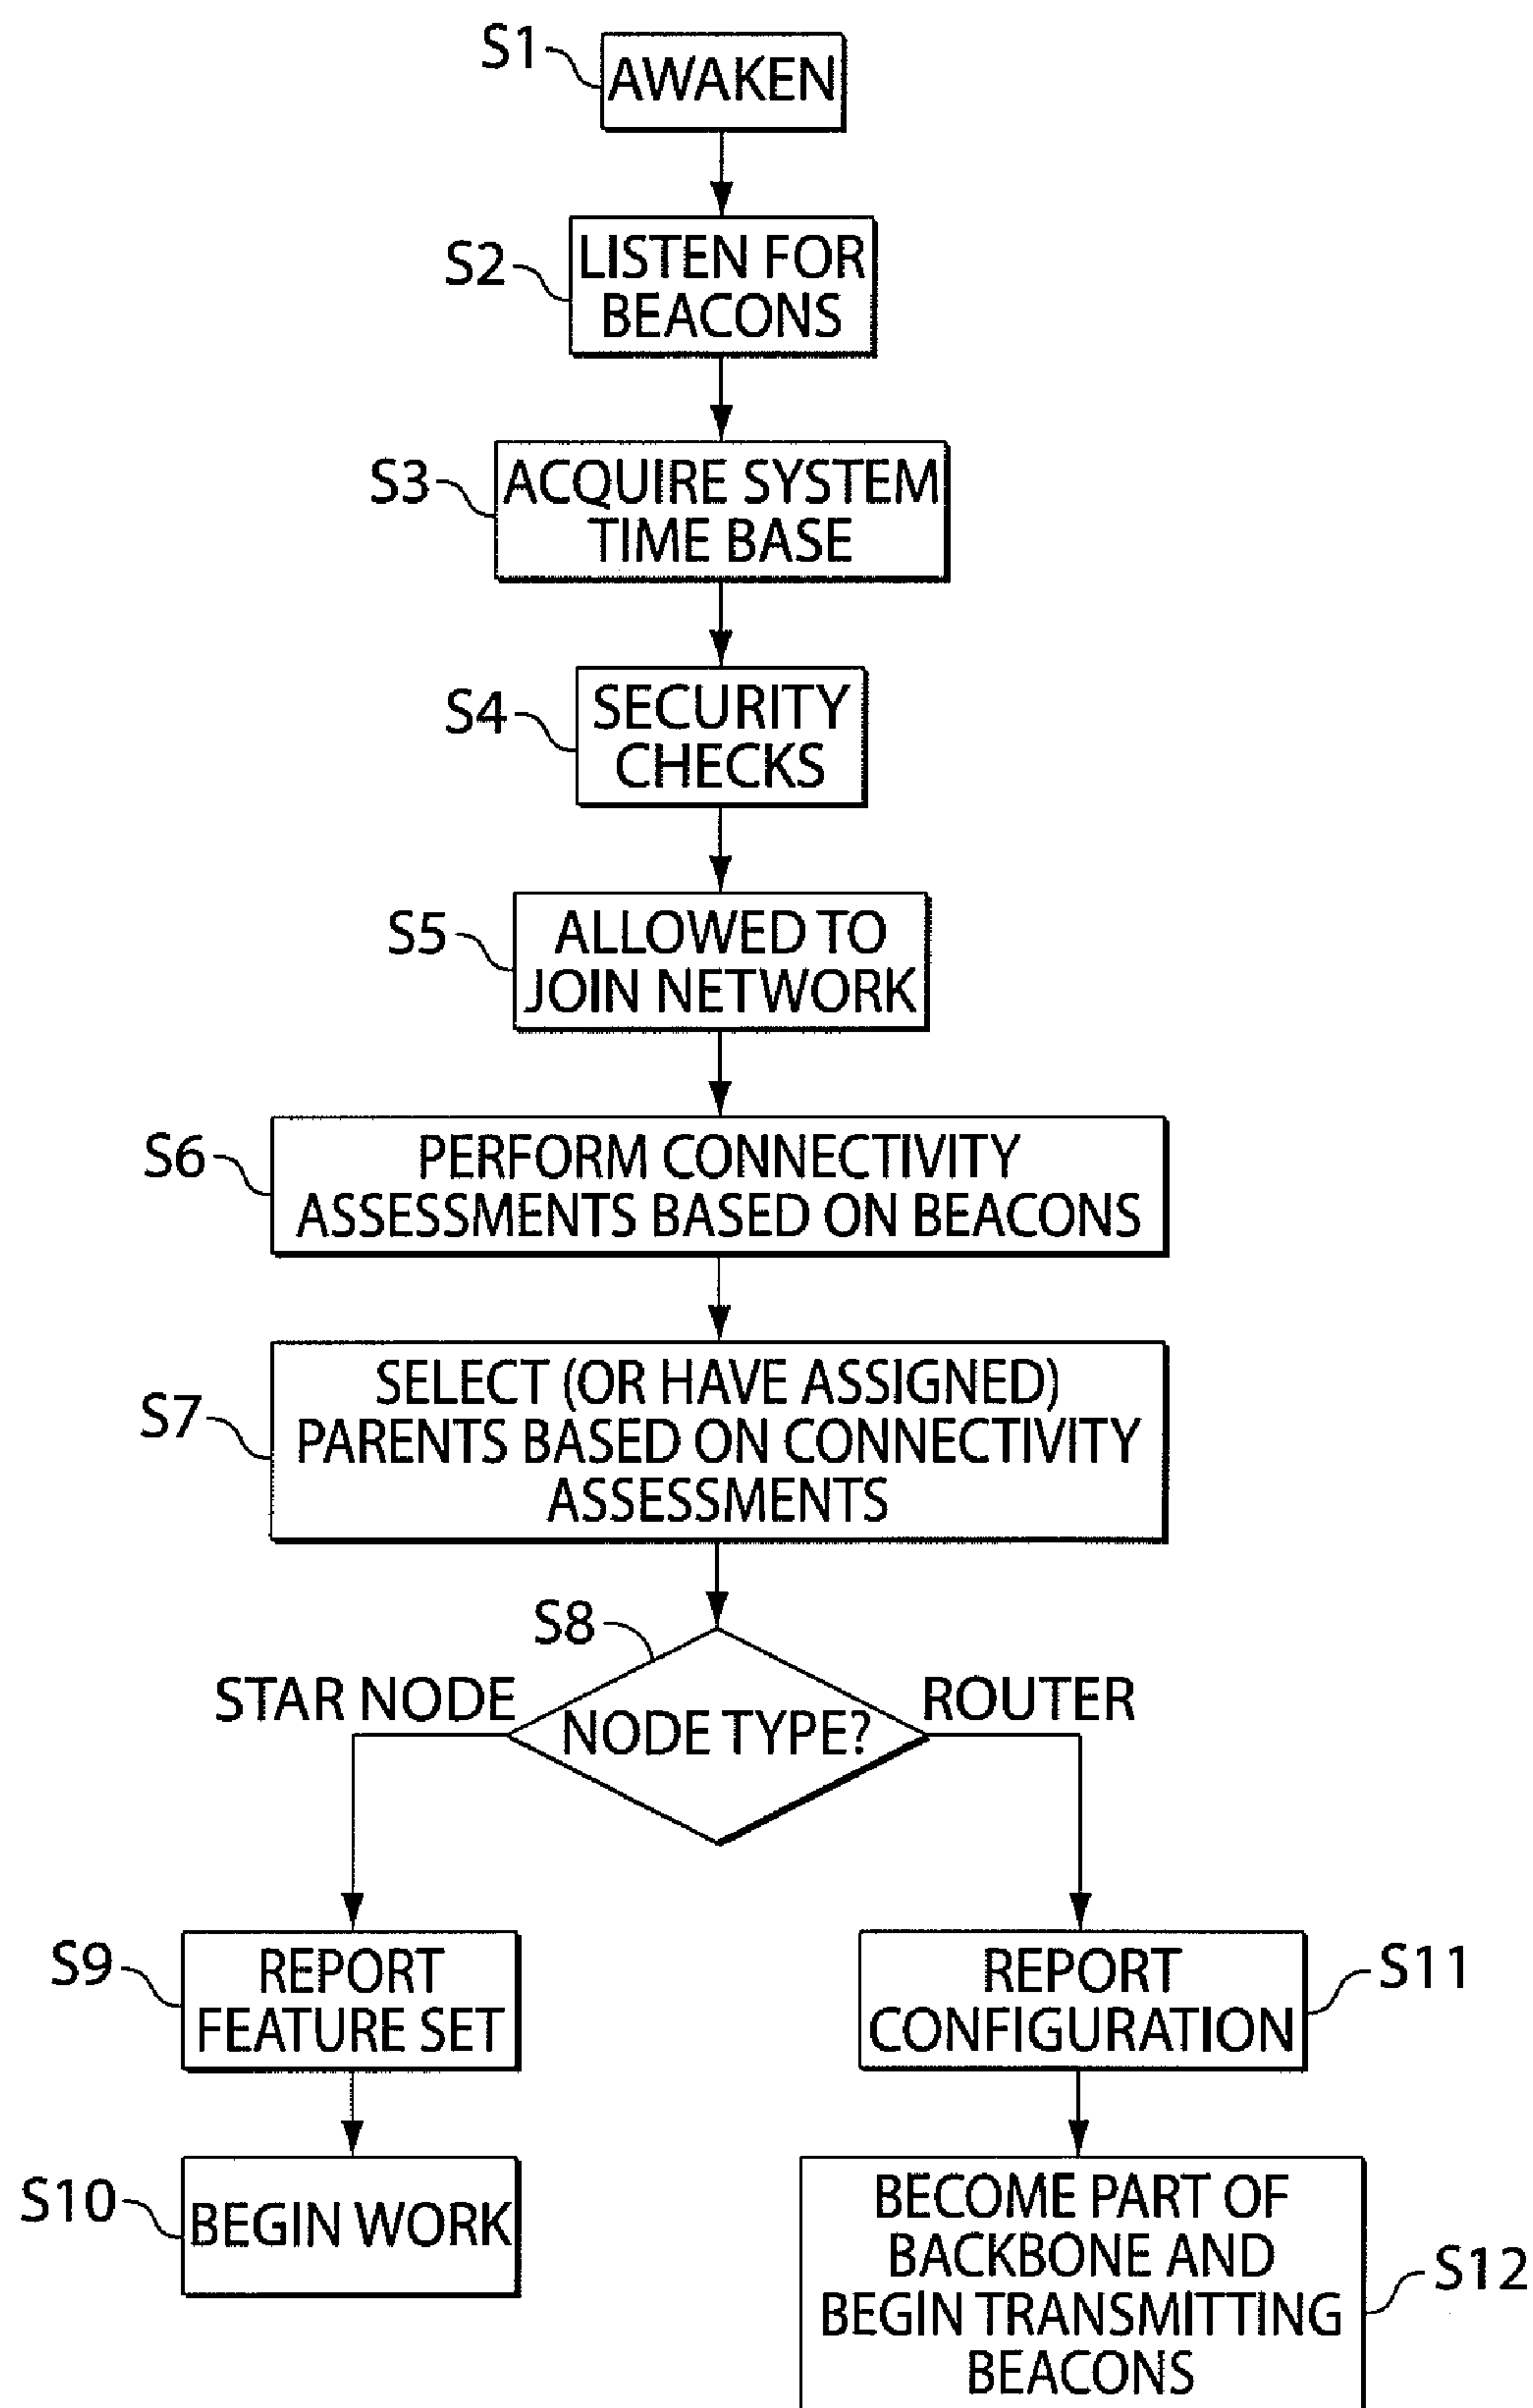 S1
AWAKEN
S2
LISTEN FOR
BEACONS
S3
ACQUIRE SYSTEM
TIME BASE
S4
SECURITY
CHECKS
S5
ALLOWED TO
JOIN NETWORK
S6
PERFORM CONNECTIVITY
ASSESSMENTS BASED ON BEACONS
S7
SELECT (OR HAVE ASSIGNED)
PARENTS BASED ON CONNECTIVITY
ASSESSMENTS
S8
STAR NODE
NODE TYPE?
ROUTER
S9
REPORT
FEATURE SET
S10
BEGIN WORK
REPORT
CONFIGURATION
S11
BECOME PART OF
BACKBONE AND
BEGIN TRANSMITTING
BEACONS
S12